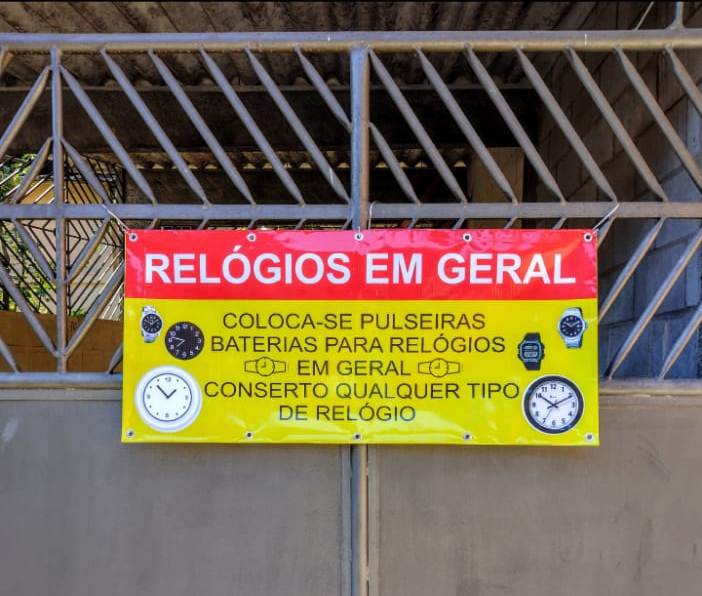 RELÓGIOS EM GERAL
COLOCA-SE PULSEIRAS
BATERIAS PARA RELÓGIOS
EM GERAL
CONSERTO QUALQUER TIPO
DE RELÓGIO